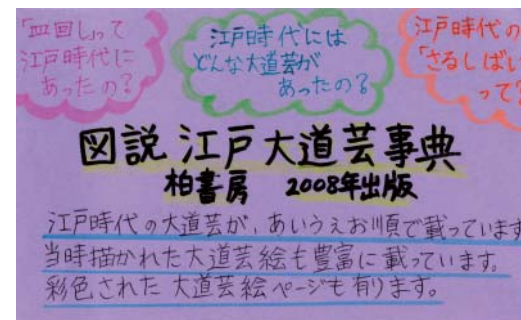 「皿回し」って
江戸時代に
あったの?
江戸時代には
どんな大道芸が
あったの?
江戸時代の
「さるしばい
って?
図説 江戸大道芸事典
柏書房 2008年出版
江戸時代の大道芸が、あいうえお順で載っています
当時描かれた大道芸絵も豊富に載っています。
彩色された大道芸絵ページも有ります。